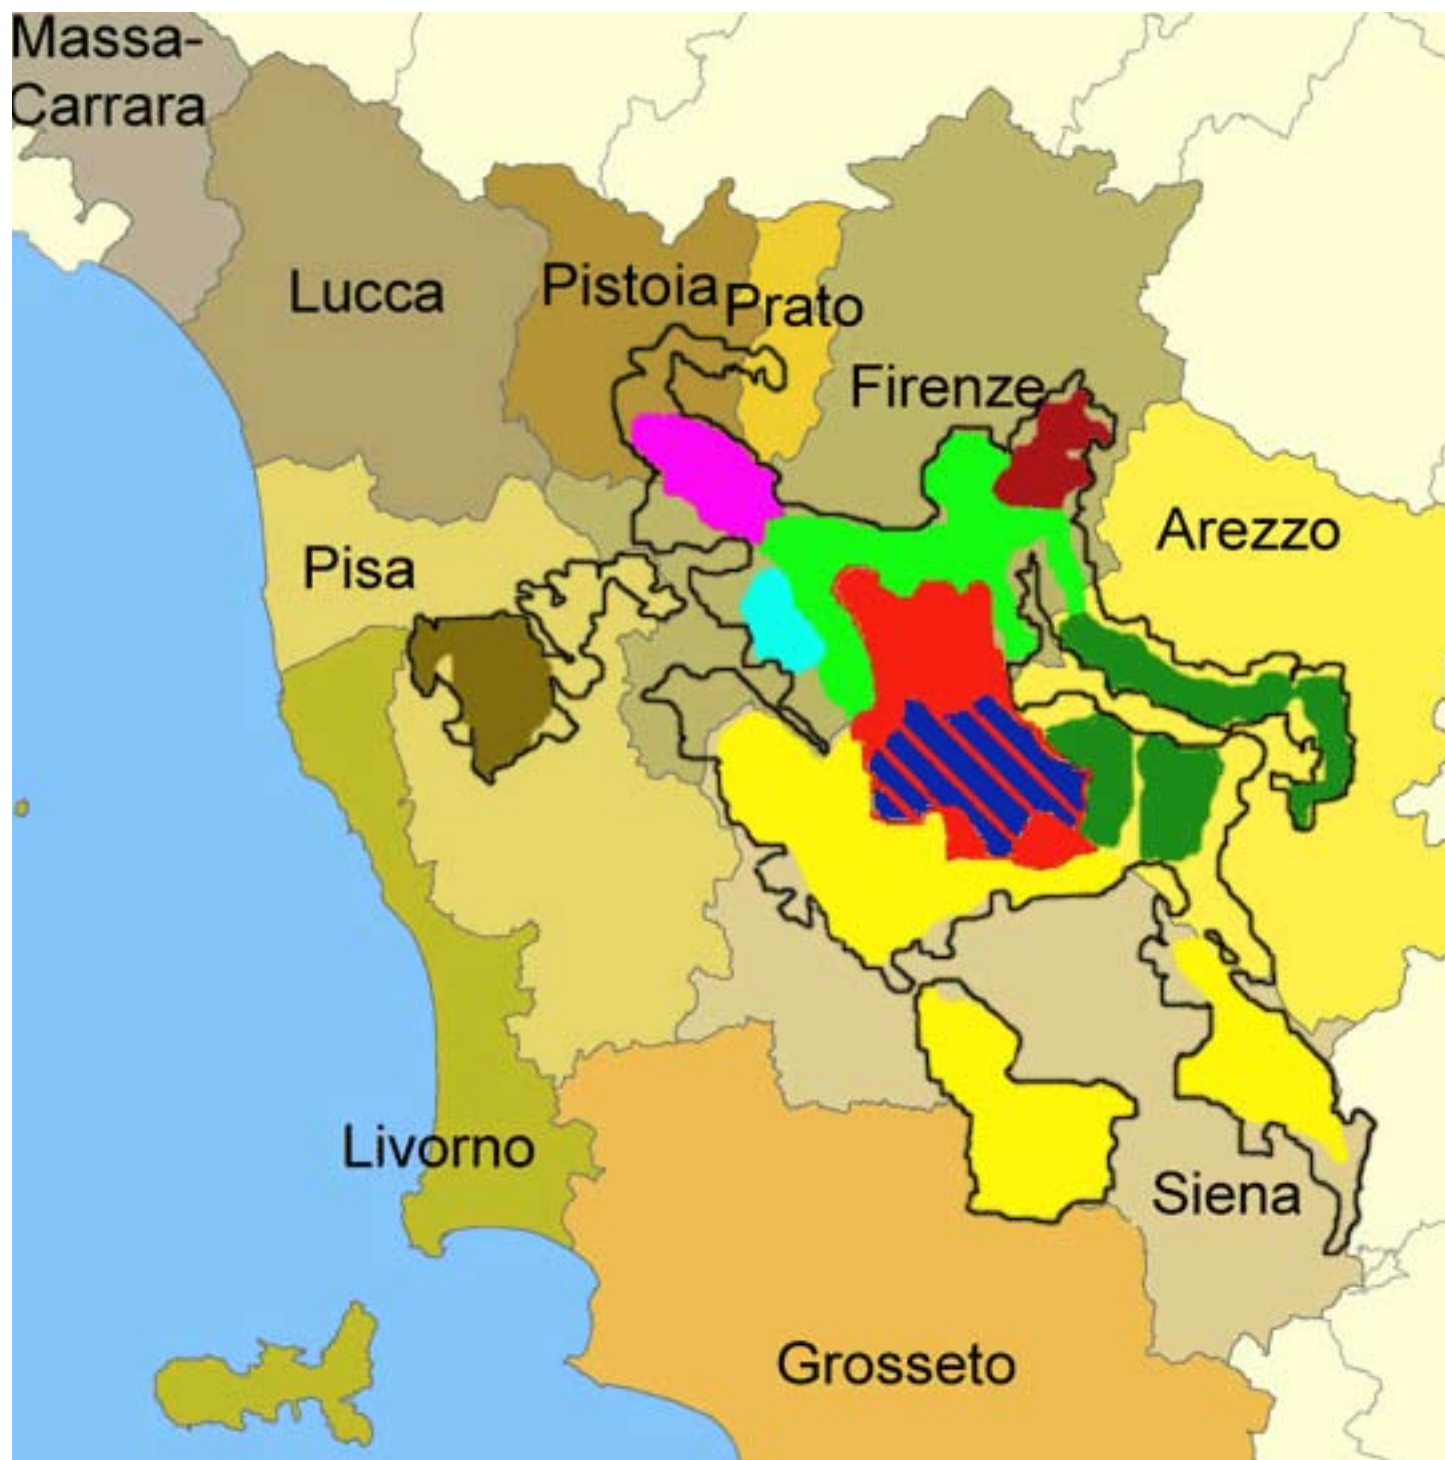 Massa-
Carrara
Lucca
Pistoia
Prato
Firenze
Arezzo
Pisa
Livorno
Siena
Grosseto